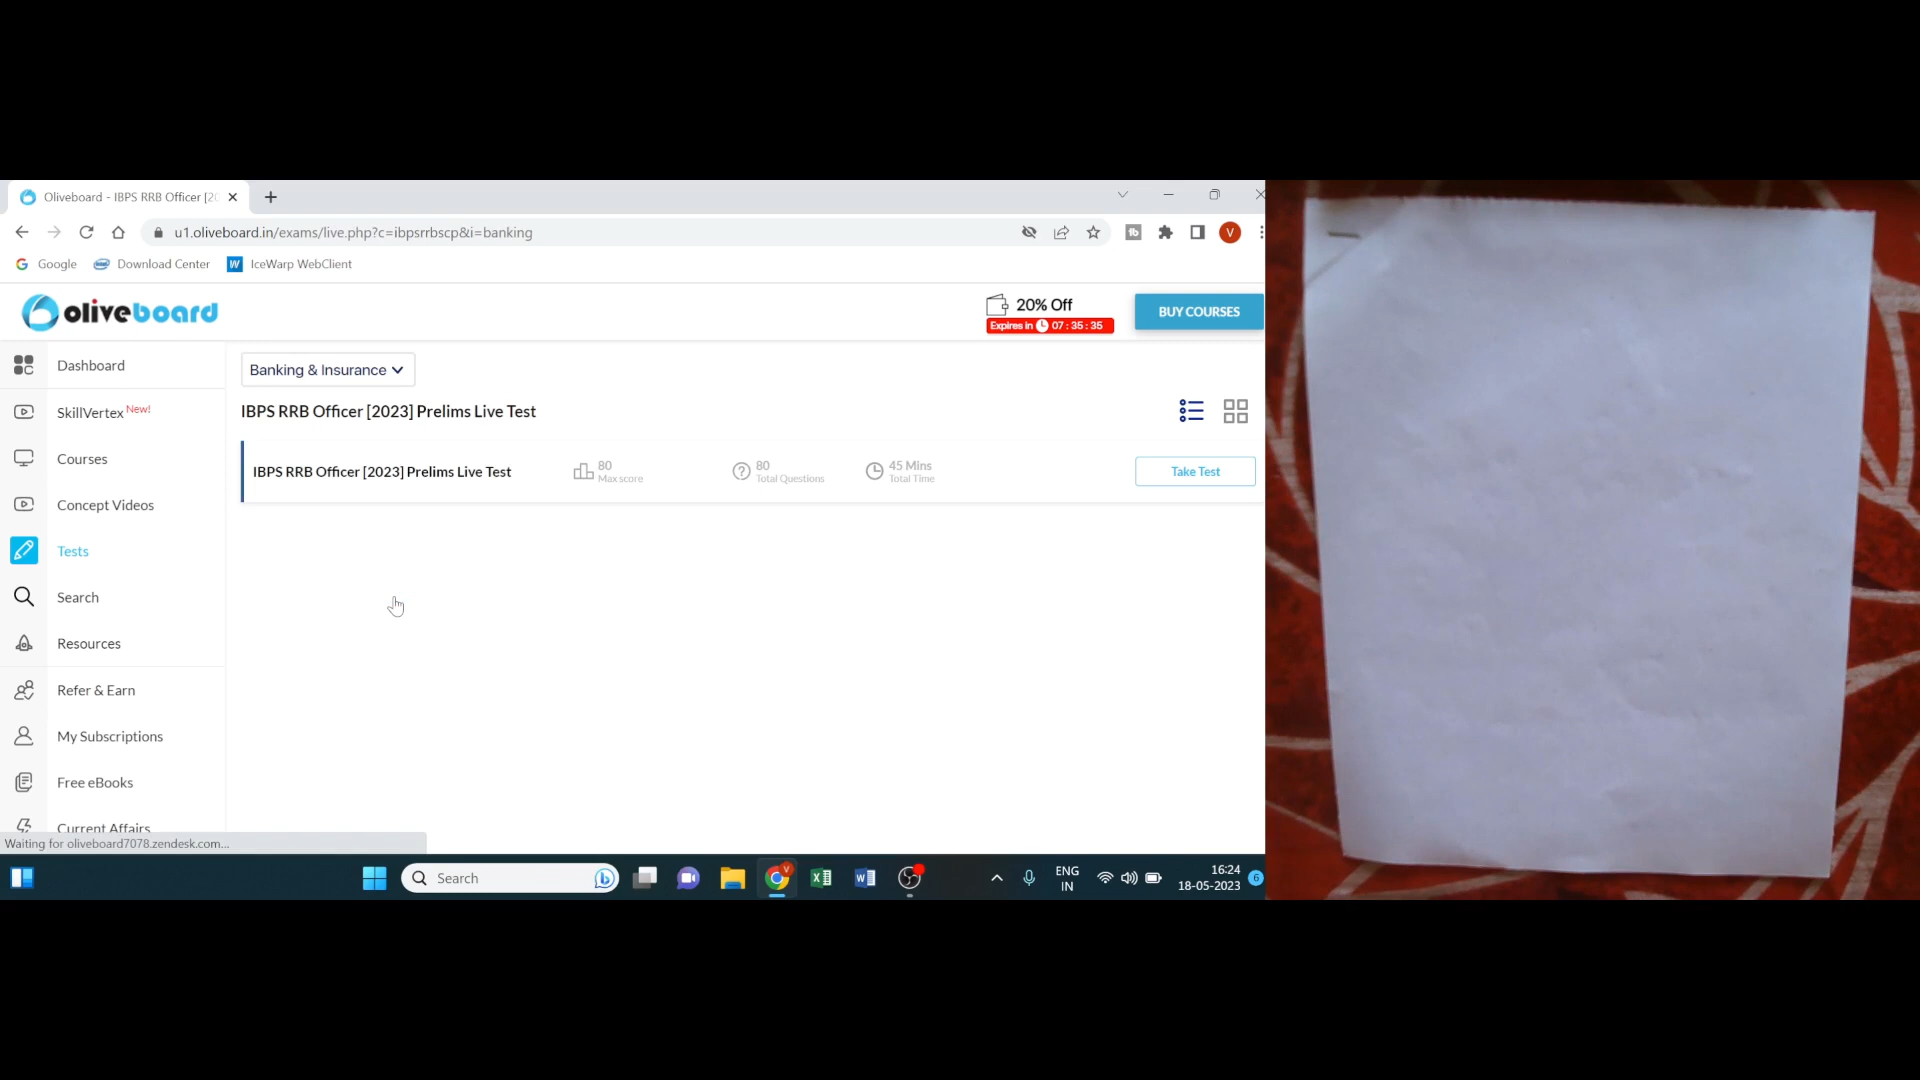 Oliveboard - IBPS RRB Officer [20
u1.oliveboard.in/exams/live.php?c=ibpsrrbscp&i=banking
V
Google
Download Center
W
IceWarp WebClient
oliveboard
20% Off
Expires in 07 : 35 : 35
BUY COURSES
Dashboard
SkillVertex New!
Courses
Concept Videos
Tests
Search
Resources
Refer & Earn
My Subscriptions
Free eBooks
Current Affairs
Banking & Insurance
IBPS RRB Officer [2023] Prelims Live Test
IBPS RRB Officer [2023] Prelims Live Test
80
Max score
80
Total Questions
45 Mins
Total Time
Take Test
Waiting for oliveboard7078.zendesk.com...
Search
ENG
IN
16:24
18-05-2023
6